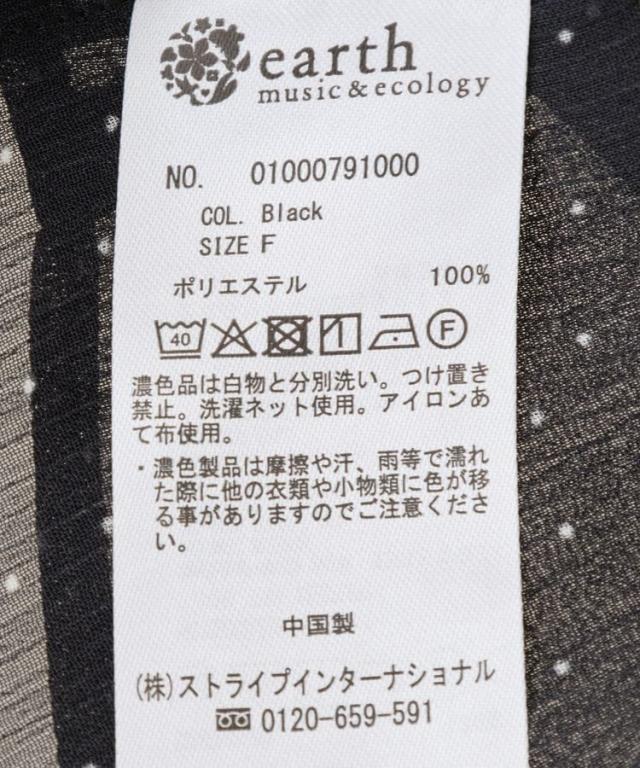 earth
music&ecology
NO. 01000791000
COL. Black
SIZE F
ポリエステル 100%
40 F
濃色品は白物と分別洗い。つけ置き
禁止。洗濯ネット使用。アイロンあ
て布使用。
・濃色製品は摩擦や汗、雨等で濡れ
た際に他の衣類や小物類に色が移
る事がありますのでご注意くださ
い。
中国製
(株)ストライプインターナショナル
0120-659-591